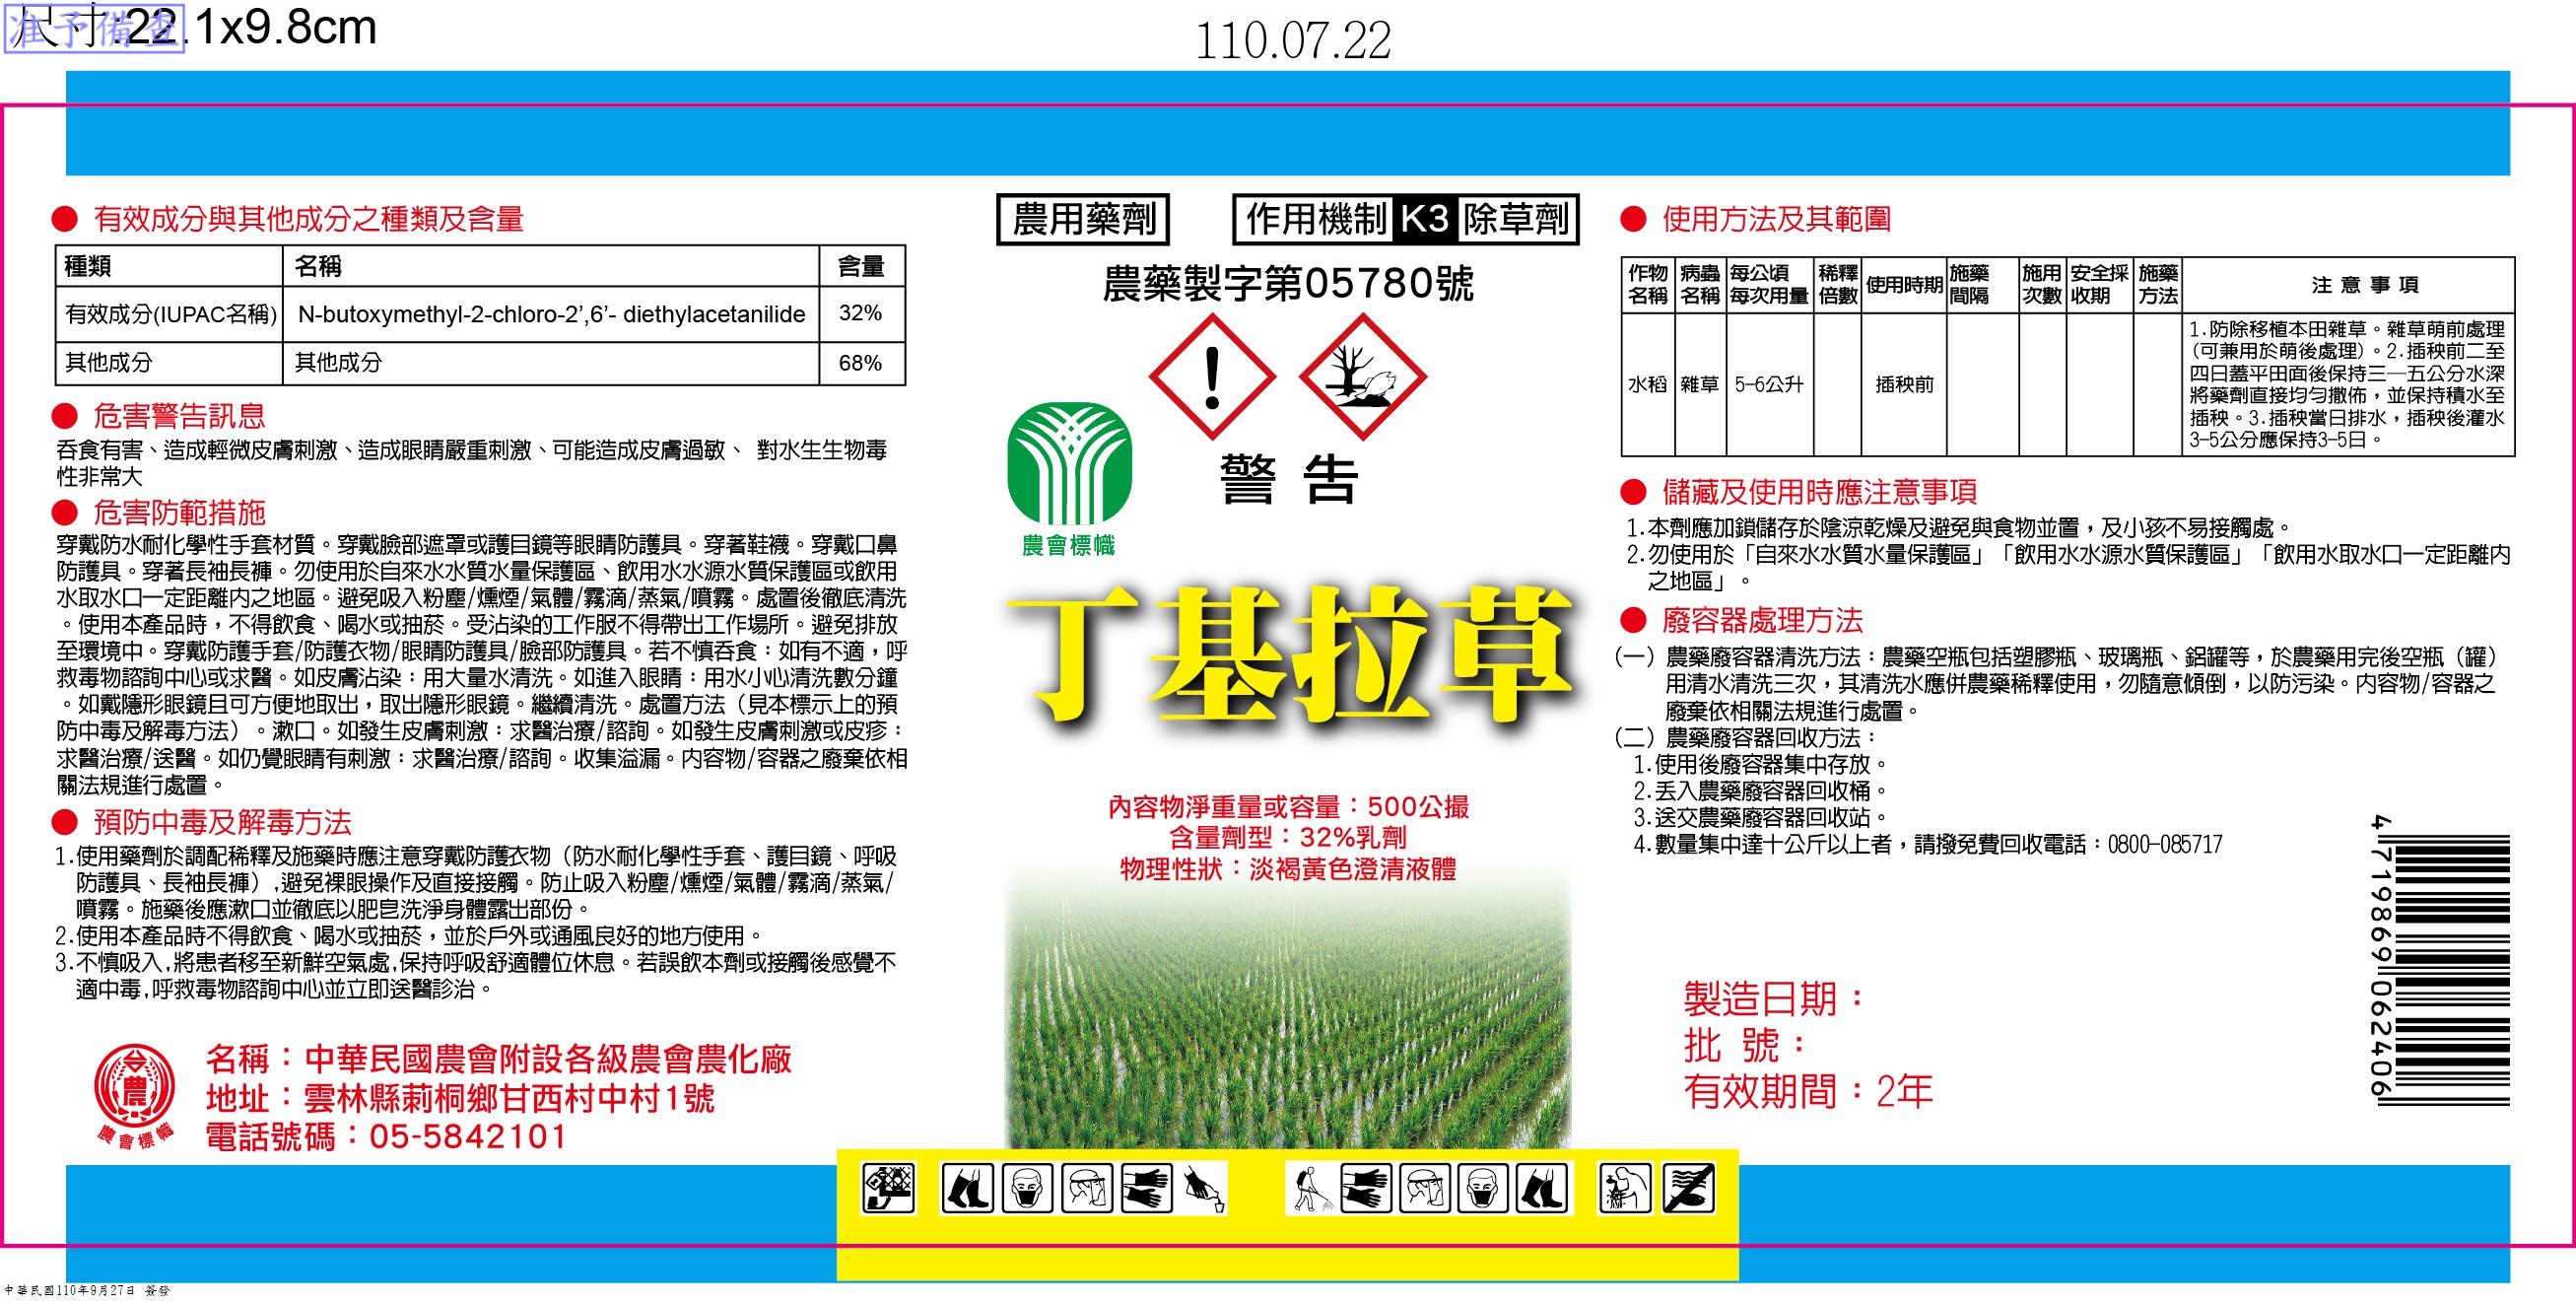 尺寸:22.1x9.8cm
准予備查
110.07.22
● 有效成分與其他成分之種類及含量
種類 名稱 含量
有效成分(IUPAC名稱) N-butoxymethyl-2-chloro-2’,6’- diethylacetanilide 32%
其他成分 其他成分 68%
● 危害警告訊息
吞食有害、造成輕微皮膚刺激、造成眼睛嚴重刺激、可能造成皮膚過敏、 對水生生物毒
性非常大
● 危害防範措施
穿戴防水耐化學性手套材質。穿戴臉部遮罩或護目鏡等眼睛防護具。穿著鞋襪。穿戴口鼻
防護具。穿著長袖長褲。勿使用於自來水水質水量保護區、飲用水水源水質保護區或飲用
水取水口一定距離內之地區。避免吸入粉塵/燻煙/氣體/霧滴/蒸氣/噴霧。處置後徹底清洗
。使用本產品時，不得飲食、喝水或抽菸。受沾染的工作服不得帶出工作場所。避免排放
至環境中。穿戴防護手套/防護衣物/眼睛防護具/臉部防護具。若不慎吞食：如有不適，呼
救毒物諮詢中心或求醫。如皮膚沾染：用大量水清洗。如進入眼睛：用水小心清洗數分鐘
。如戴隱形眼鏡且可方便地取出，取出隱形眼鏡。繼續清洗。處置方法（見本標示上的預
防中毒及解毒方法）。漱口。如發生皮膚刺激：求醫治療/諮詢。如發生皮膚刺激或皮疹：
求醫治療/送醫。如仍覺眼睛有刺激：求醫治療/諮詢。收集溢漏。內容物/容器之廢棄依相
關法規進行處置。
● 預防中毒及解毒方法
1.使用藥劑於調配稀釋及施藥時應注意穿戴防護衣物（防水耐化學性手套、護目鏡、呼吸
防護具、長袖長褲）,避免裸眼操作及直接接觸。防止吸入粉塵/燻煙/氣體/霧滴/蒸氣/
噴霧。施藥後應漱口並徹底以肥皂洗淨身體露出部份。
2.使用本產品時不得飲食、喝水或抽菸，並於戶外或通風良好的地方使用。
3.不慎吸入,將患者移至新鮮空氣處,保持呼吸舒適體位休息。若誤飲本劑或接觸後感覺不
適中毒,呼救毒物諮詢中心並立即送醫診治。
農
農會標幟
名稱：中華民國農會附設各級農會農化廠
地址：雲林縣莿桐鄉甘西村中村1號
電話號碼：05-5842101
農用藥劑
作用機制 K3 除草劑
農藥製字第05780號
警告
農會標幟
丁基拉草
內容物淨重量或容量：500公撮
含量劑型：32%乳劑
物理性狀：淡褐黃色澄清液體
● 使用方法及其範圍
作物名稱 病蟲名稱 每公頃每次用量 稀釋倍數 使用時期 施藥間隔 施用次數 安全採收期 施藥方法 注意事項
水稻 雜草 5-6公升 插秧前
1.防除移植本田雜草。雜草萌前處理
(可兼用於萌後處理)。2.插秧前二至
四日蓋平田面後保持三—五公分水深
將藥劑直接均勻撒佈，並保持積水至
插秧。3.插秧當日排水，插秧後灌水
3-5公分應保持3-5日。
● 儲藏及使用時應注意事項
1.本劑應加鎖儲存於陰涼乾燥及避免與食物並置，及小孩不易接觸處。
2.勿使用於「自來水水質水量保護區」「飲用水水源水質保護區」「飲用水取水口一定距離內
之地區」。
● 廢容器處理方法
(一) 農藥廢容器清洗方法：農藥空瓶包括塑膠瓶、玻璃瓶、鋁罐等，於農藥用完後空瓶（罐）
用清水清洗三次，其清洗水應併農藥稀釋使用，勿隨意傾倒，以防污染。內容物/容器之
廢棄依相關法規進行處置。
(二) 農藥廢容器回收方法：
1.使用後廢容器集中存放。
2.丟入農藥廢容器回收桶。
3.送交農藥廢容器回收站。
4.數量集中達十公斤以上者，請撥免費回收電話：0800-085717
製造日期：
批 號：
有效期間：2年
4 719869 062406
中華民國110年9月27日 簽發